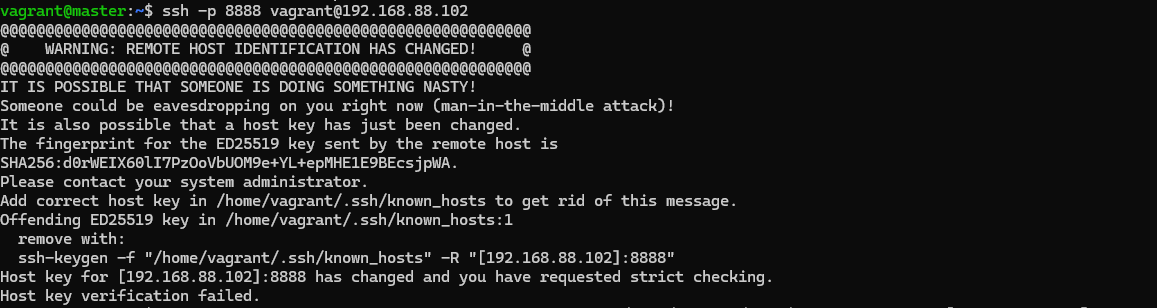 vagrant@master:~$ ssh -p 8888 vagrant@192.168.88.102
@@@@@@@@@@@@@@@@@@@@@@@@@@@@@@@@@@@@@@@@@@@@@@@@@@@@@@@@@@@
@    WARNING: REMOTE HOST IDENTIFICATION HAS CHANGED!     @
@@@@@@@@@@@@@@@@@@@@@@@@@@@@@@@@@@@@@@@@@@@@@@@@@@@@@@@@@@@
IT IS POSSIBLE THAT SOMEONE IS DOING SOMETHING NASTY!
Someone could be eavesdropping on you right now (man-in-the-middle attack)!
It is also possible that a host key has just been changed.
The fingerprint for the ED25519 key sent by the remote host is
SHA256:d0rWEIX60lI7PzOoVbUOM9e+YL+epMHE1E9BEcsjpWA.
Please contact your system administrator.
Add correct host key in /home/vagrant/.ssh/known_hosts to get rid of this message.
Offending ED25519 key in /home/vagrant/.ssh/known_hosts:1
  remove with:
  ssh-keygen -f "/home/vagrant/.ssh/known_hosts" -R "[192.168.88.102]:8888"
Host key for [192.168.88.102]:8888 has changed and you have requested strict checking.
Host key verification failed.